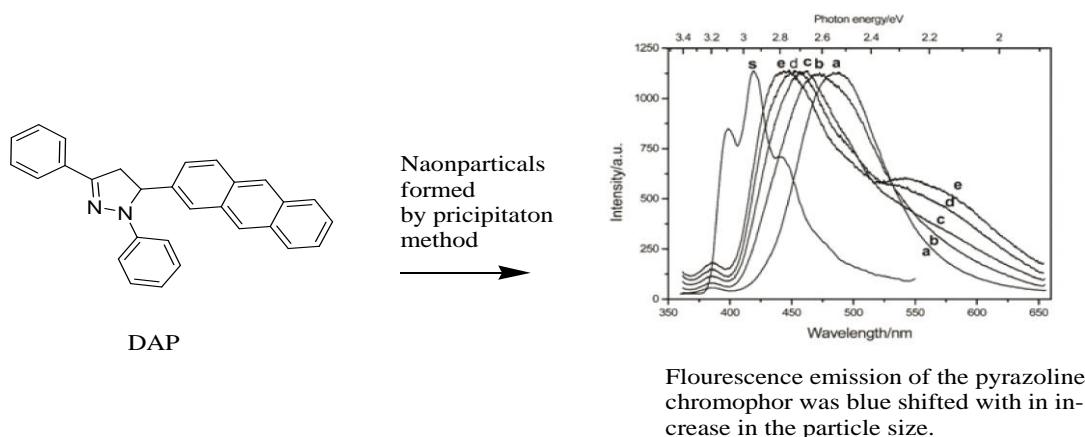 N
N
DAP
Naonparticals
formed
by pricipitaton
method
Photon energy/eV
3.4 3.2 3 2.8 2.6 2.4 2.2 2
1250
1000
750
500
250
0
Intensity/a.u.
s e d c b a
e
d
c
b
a
350 400 450 500 550 600 650
Wavelength/nm
Flourescence emission of the pyrazoline
chromophor was blue shifted with in in-
crease in the particle size.